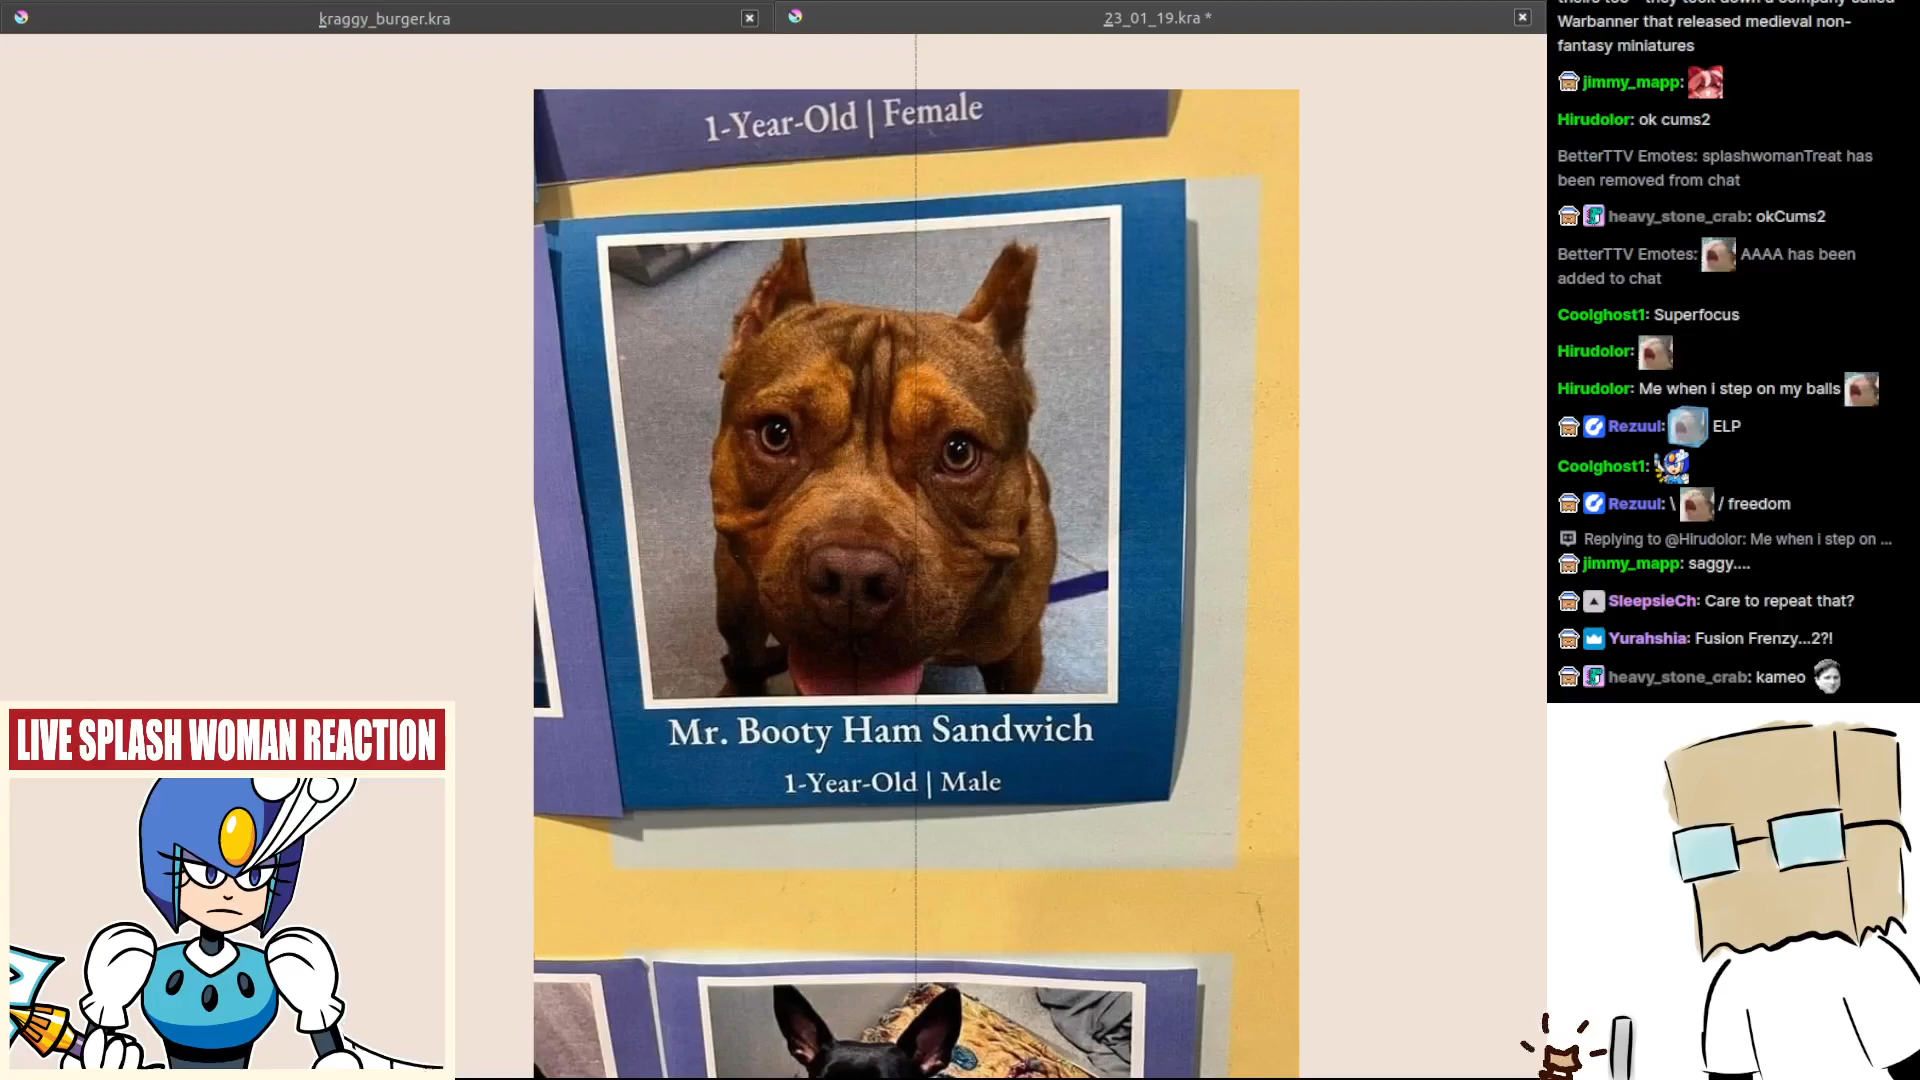 kraggy_burger.kra
23_01_19.kra *
1-Year-Old | Female
Mr. Booty Ham Sandwich
1-Year-Old | Male
LIVE SPLASH WOMAN REACTION
Warbanner that released medieval non-
fantasy miniatures
jimmy_mapp:
Hirudolor: ok cums2
BetterTTV Emotes: splashwomanTreat has
been removed from chat
heavy_stone_crab: okCums2
BetterTTV Emotes: AAAA has been
added to chat
Coolghost1: Superfocus
Hirudolor:
Hirudolor: Me when i step on my balls
Rezuul: ELP
Coolghost1:
Rezuul: \ / freedom
Replying to @Hirudolor: Me when i step on ...
jimmy_mapp: saggy....
SleepsieCh: Care to repeat that?
Yurahshia: Fusion Frenzy...2?!
heavy_stone_crab: kameo